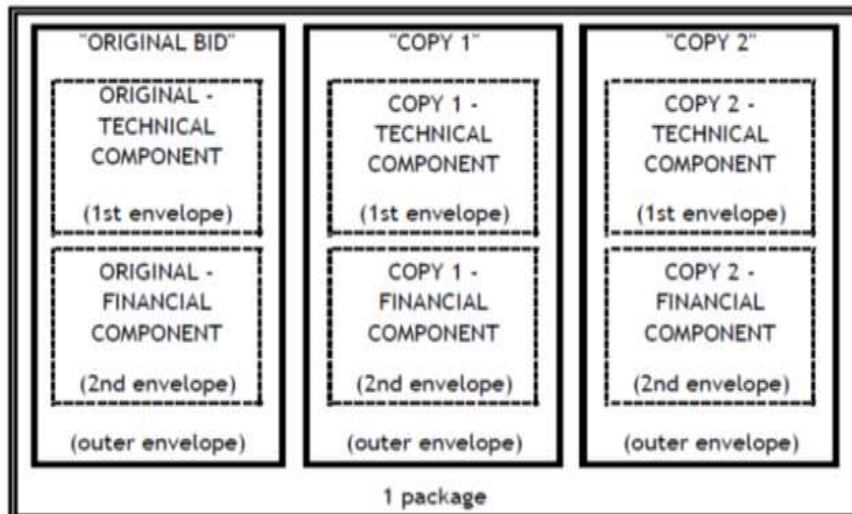 "ORIGINAL BID"
ORIGINAL -
TECHNICAL
COMPONENT
(1st envelope)
ORIGINAL -
FINANCIAL
COMPONENT
(2nd envelope)
(outer envelope)
"COPY 1"
COPY 1 -
TECHNICAL
COMPONENT
(1st envelope)
COPY 1 -
FINANCIAL
COMPONENT
(2nd envelope)
(outer envelope)
"COPY 2"
COPY 2 -
TECHNICAL
COMPONENT
(1st envelope)
COPY 2 -
FINANCIAL
COMPONENT
(2nd envelope)
(outer envelope)
1 package